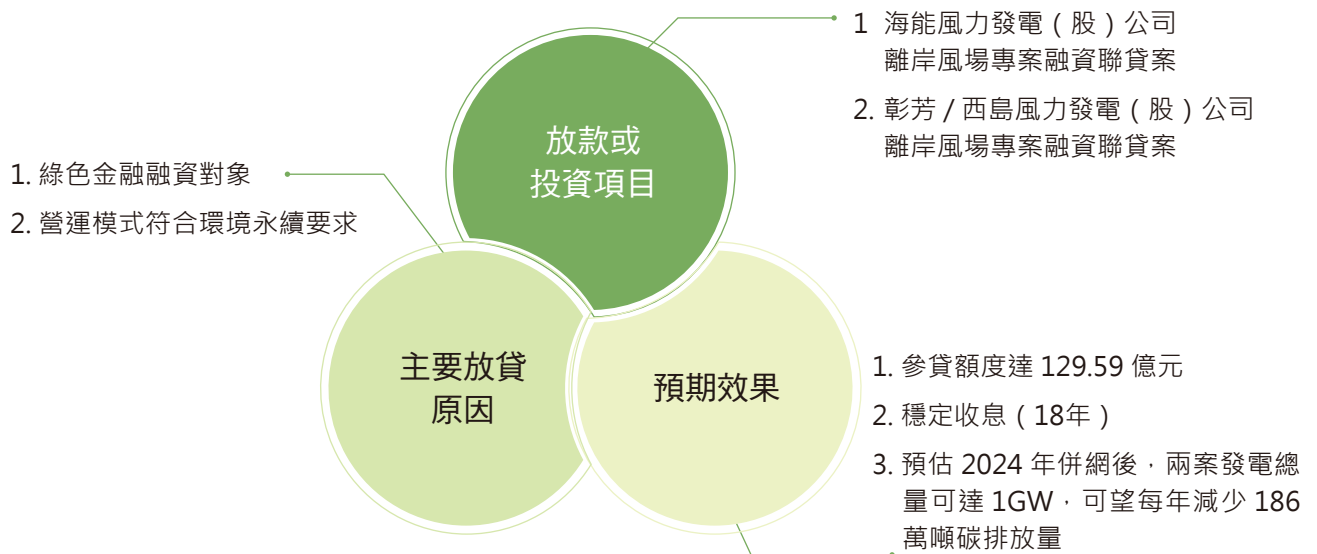 1 海能風力發電（股）公司
離岸風場專案融資聯貸案
2. 彰芳 / 西島風力發電（股）公司
離岸風場專案融資聯貸案
放款或
投資項目
1. 綠色金融融資對象
2. 營運模式符合環境永續要求
主要放貸
原因
預期效果
1. 參貸額度達 129.59 億元
2. 穩定收息（18年）
3. 預估 2024 年併網後，兩案發電總
量可達 1GW，可望每年減少 186
萬噸碳排放量